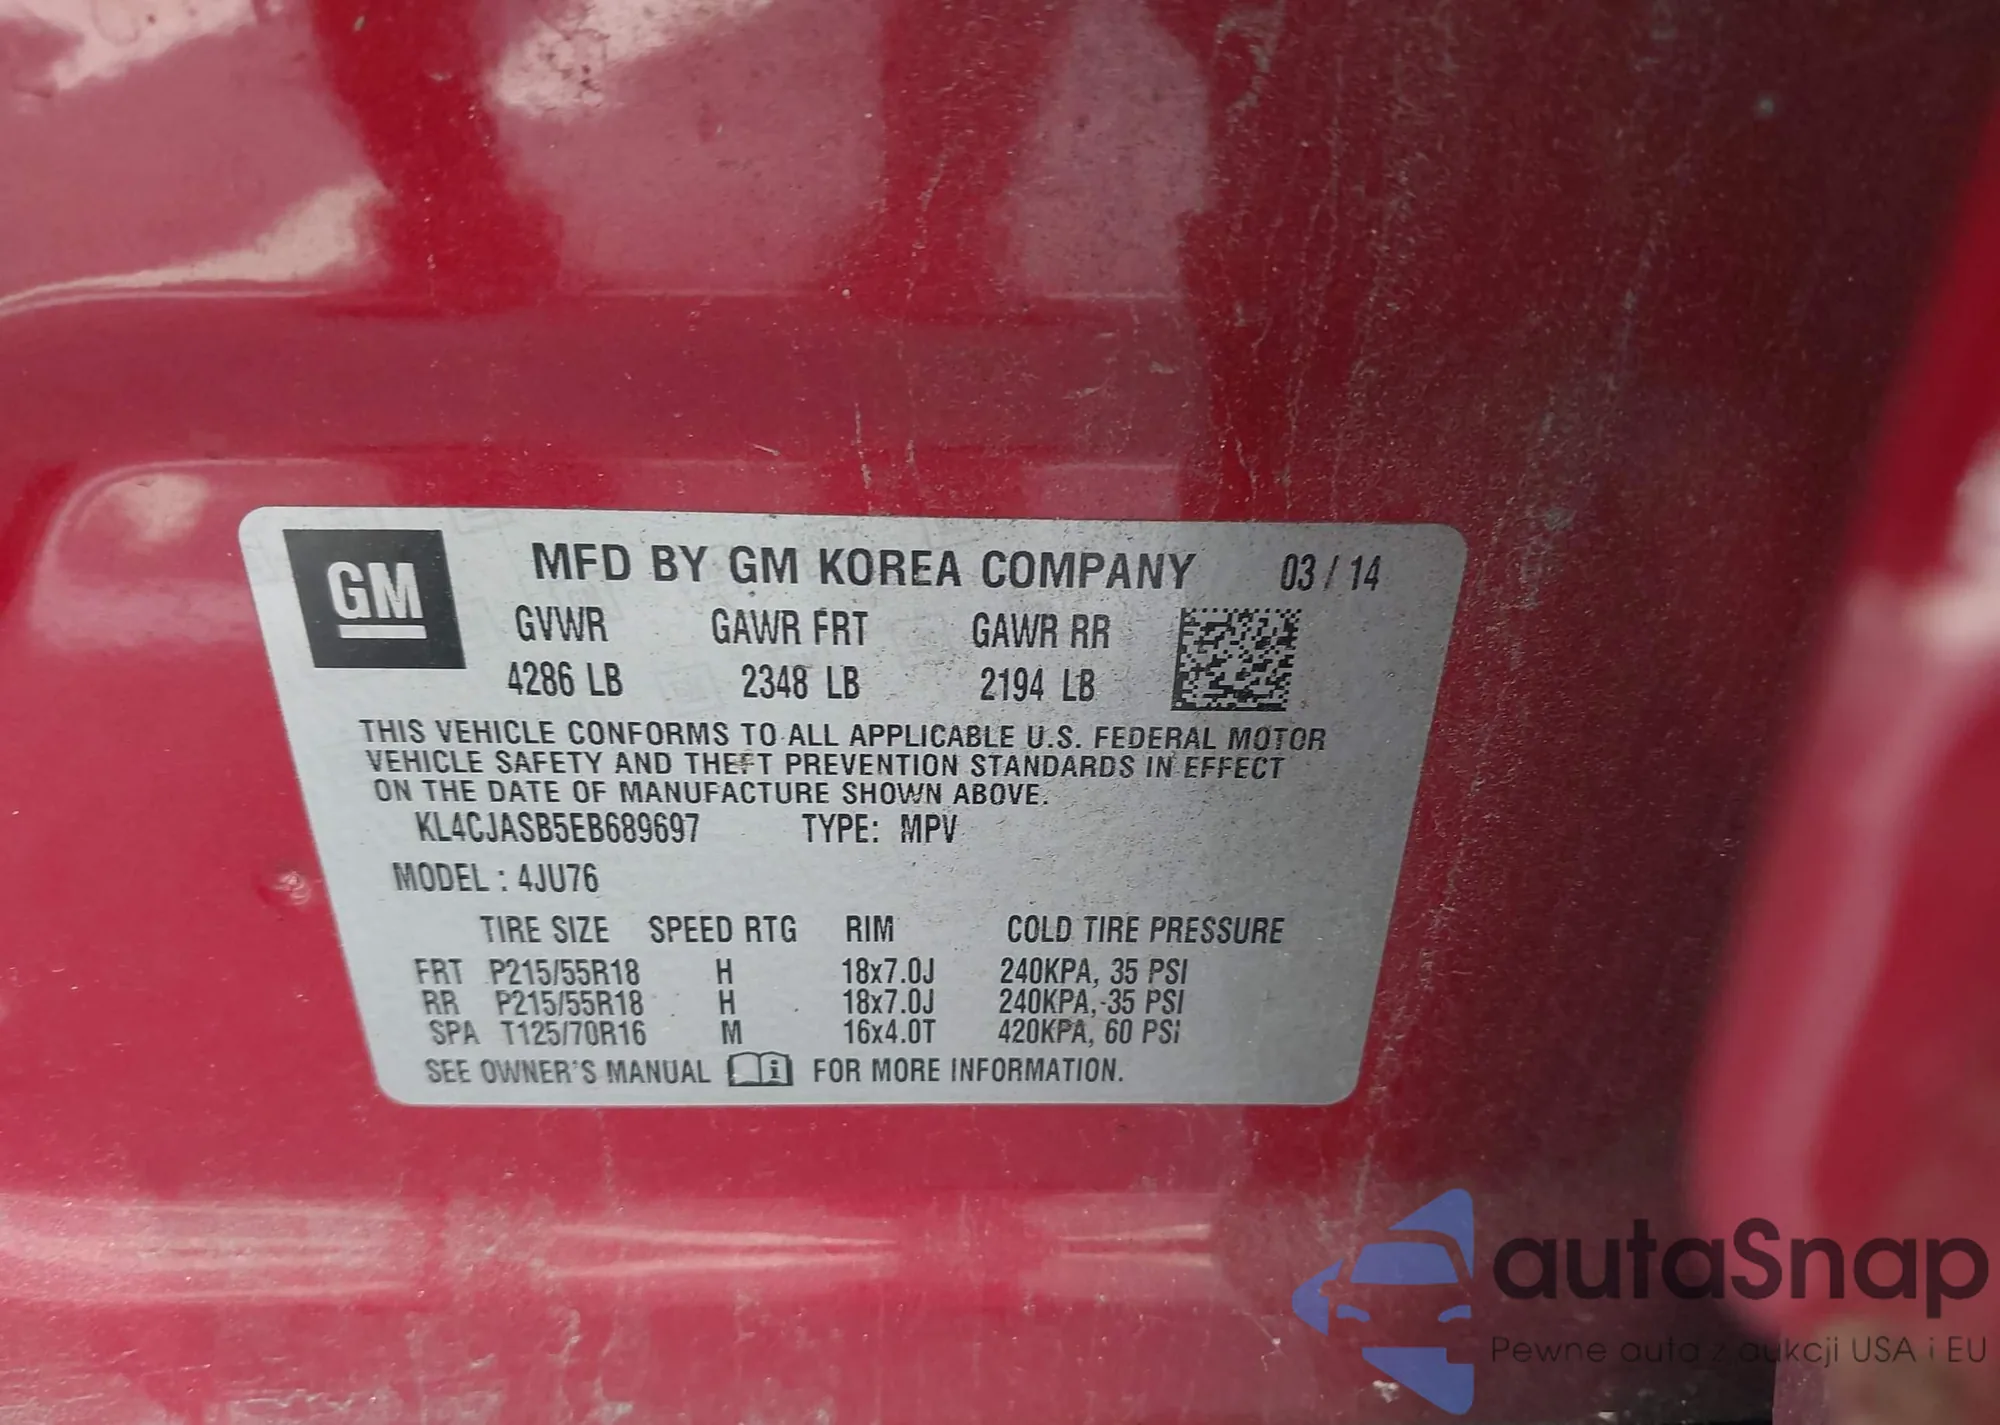 GM
MFD BY GM KOREA COMPANY 03 / 14
GVWR GAWR FRT GAWR RR
4286 LB 2348 LB 2194 LB
THIS VEHICLE CONFORMS TO ALL APPLICABLE U.S. FEDERAL MOTOR
VEHICLE SAFETY AND THEFT PREVENTION STANDARDS IN EFFECT
ON THE DATE OF MANUFACTURE SHOWN ABOVE.
KL4CJASB5EB689697 TYPE: MPV
MODEL : 4JU76
TIRE SIZE SPEED RTG RIM COLD TIRE PRESSURE
FRT P215/55R18 H 18x7.0J 240KPA, 35 PSI
RR P215/55R18 H 18x7.0J 240KPA, 35 PSI
SPA T125/70R16 M 16x4.0T 420KPA, 60 PSI
SEE OWNER'S MANUAL FOR MORE INFORMATION.
autaSnap
Pewne auta z aukcji USA i EU